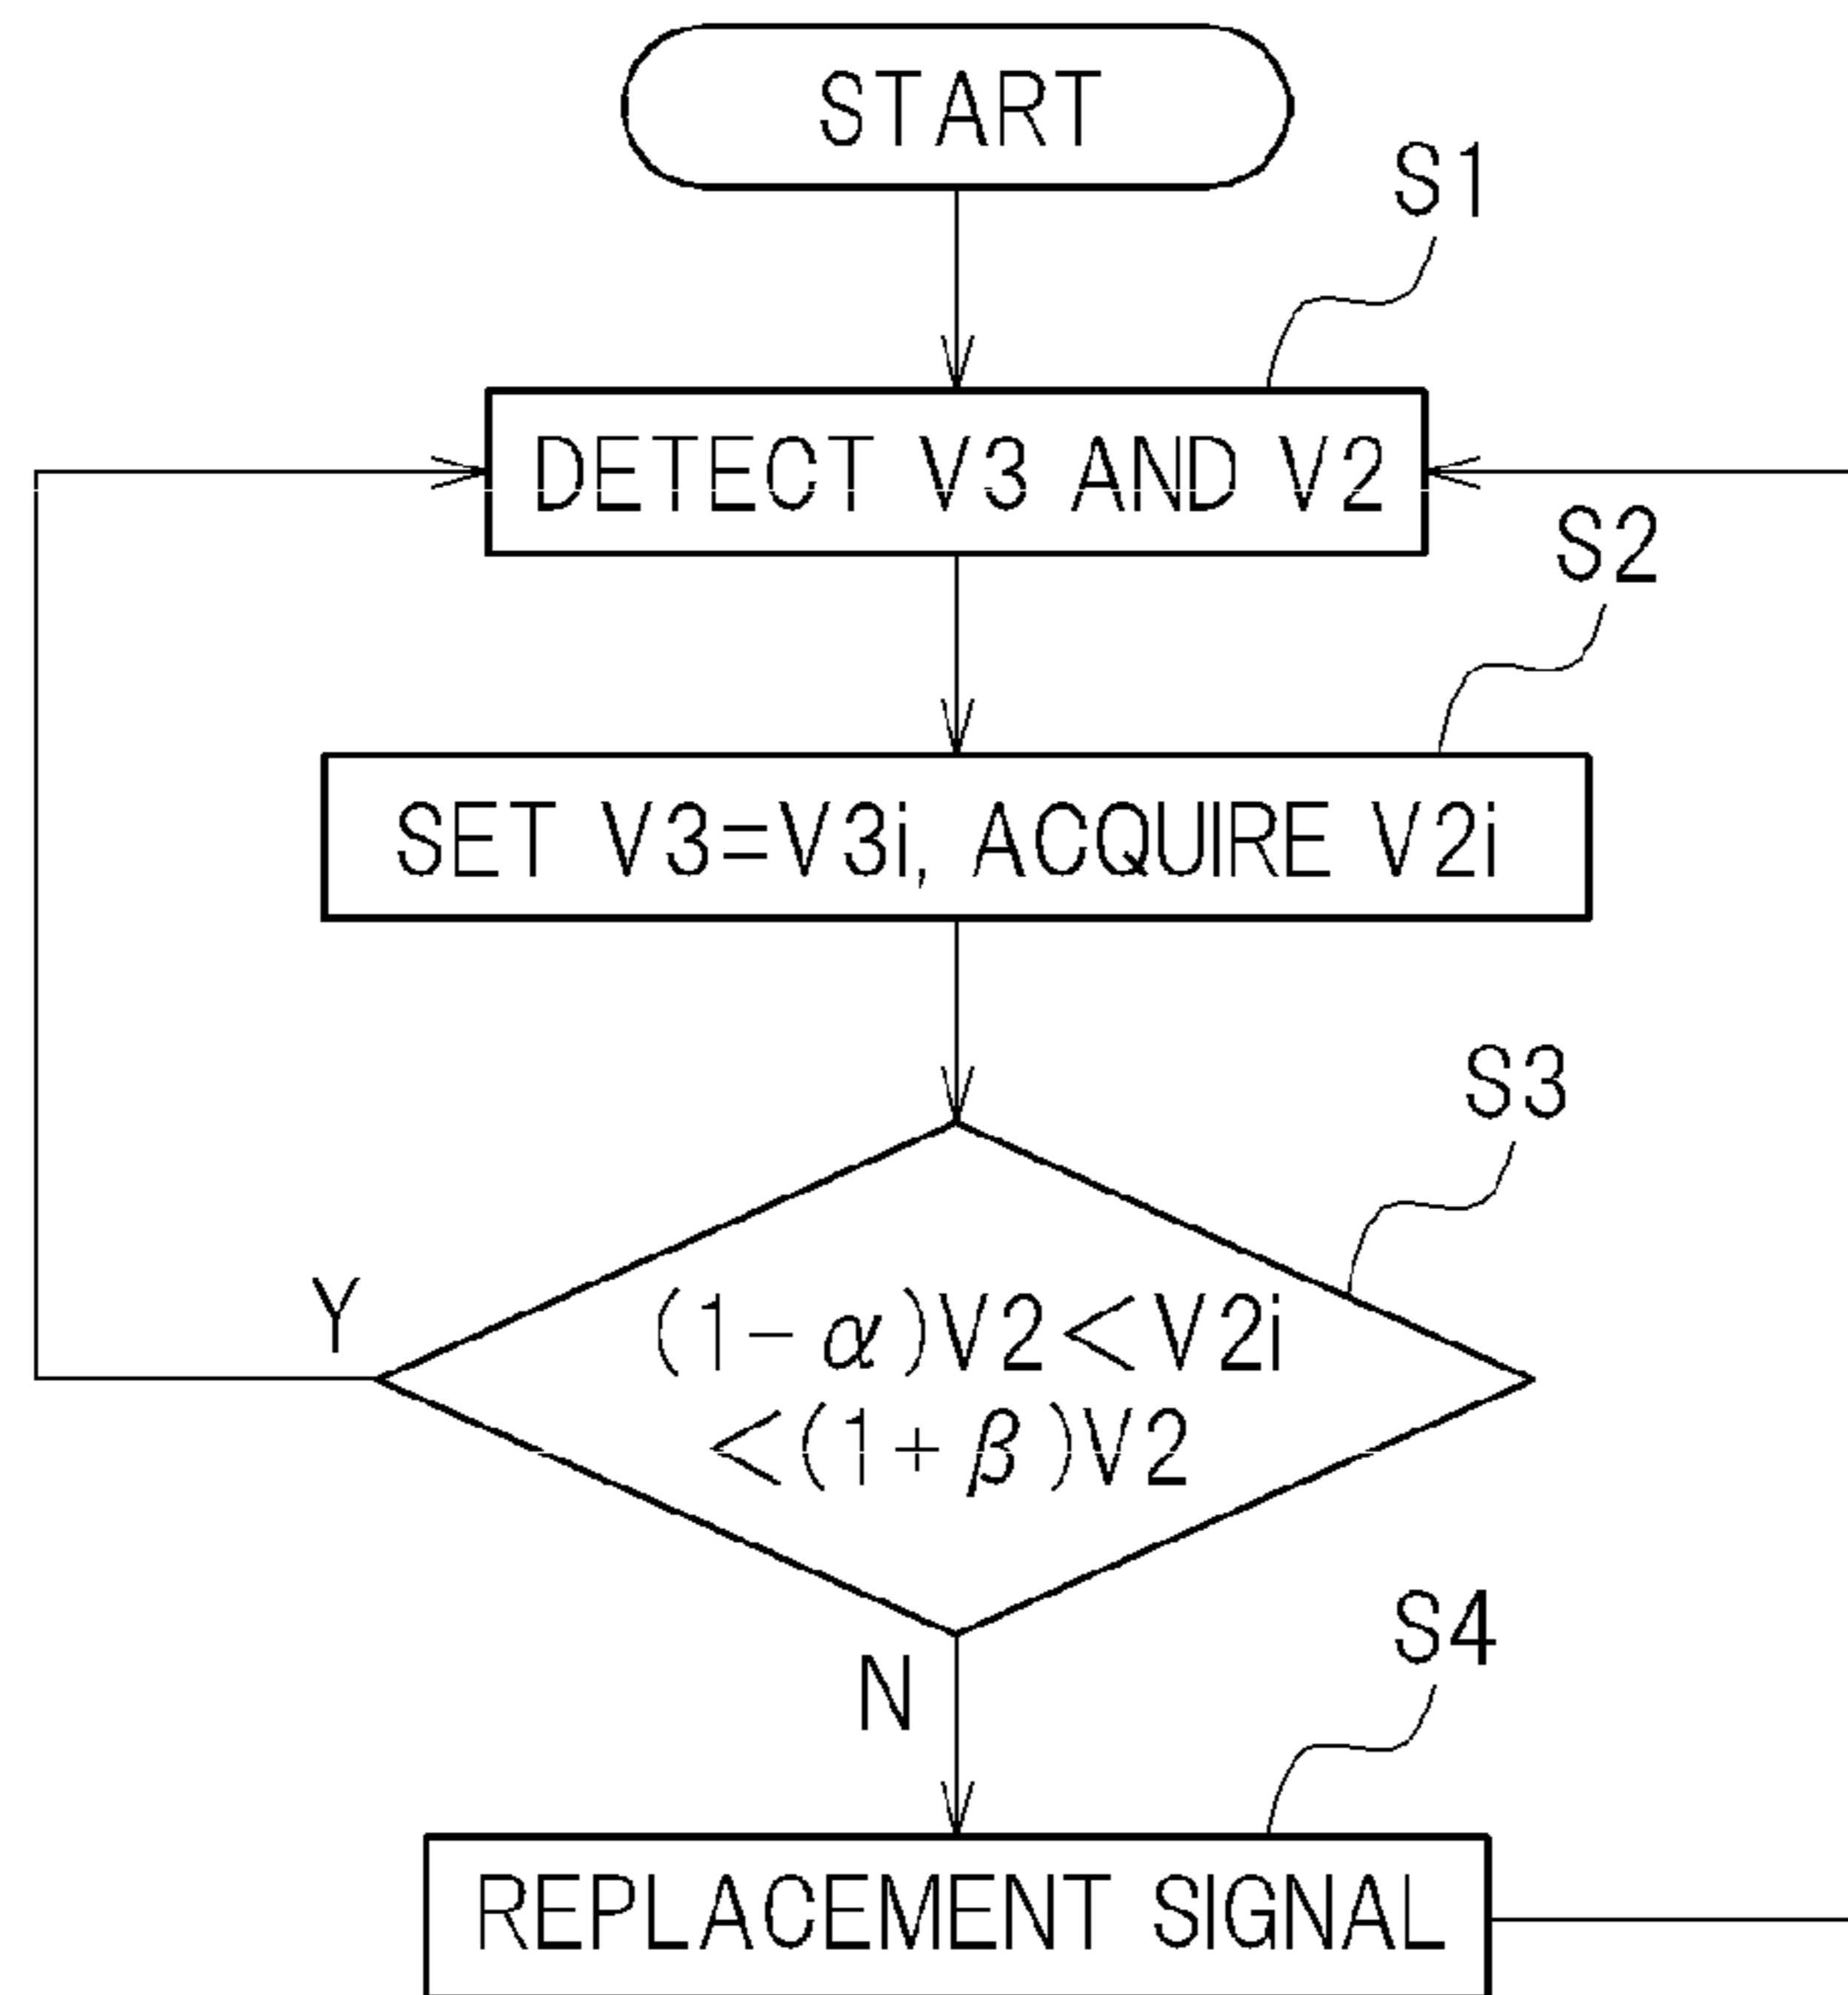 START
S1
DETECT V3 AND V2
S2
SET V3=V3i, ACQUIRE V2i
S3
Y
(1-α)V2<V2i
<(1+β)V2
N
S4
REPLACEMENT SIGNAL